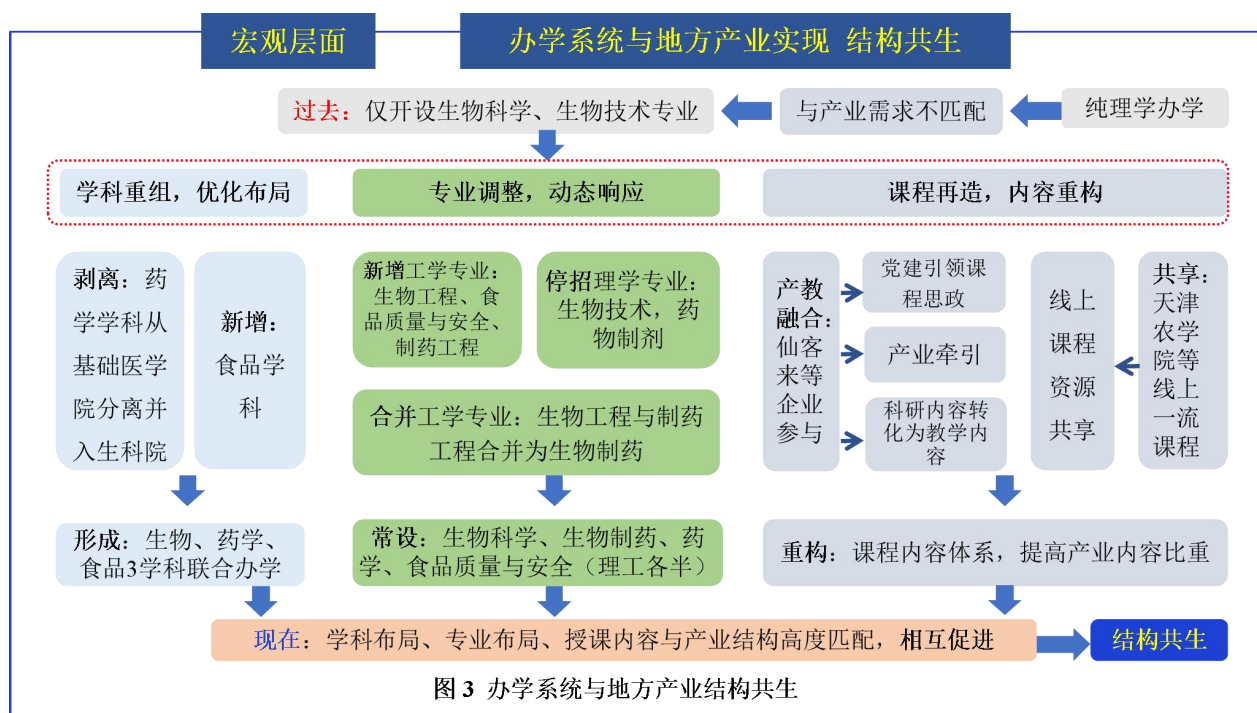 宏观层面
办学系统与地方产业实现 结构共生
过去：仅开设生物科学、生物技术专业
与产业需求不匹配
纯理学办学
学科重组，优化布局
专业调整，动态响应
课程再造，内容重构
剥离：药
学学科从
基础医学
院分离并
入生科院
新增：
食品学
科
新增工学专业：
生物工程、食
品质量与安全、
制药工程
停招理学专业：
生物技术，药
物制剂
合并工学专业：生物工程与制药
工程合并为生物制药
产教
融合：
仙客
来等
企业
参与
党建引领课
程思政
产业牵引
科研内容转
化为教学内
容
线上
课程
资源
共享
共享：
天津
农学
院等
线上
一流
课程
形成：生物、药学、
食品3学科联合办学
常设：生物科学、生物制药、药
学、食品质量与安全（理工各半）
重构：课程内容体系，提高产业内容比重
现在：学科布局、专业布局、授课内容与产业结构高度匹配，相互促进
结构共生
图 3 办学系统与地方产业结构共生